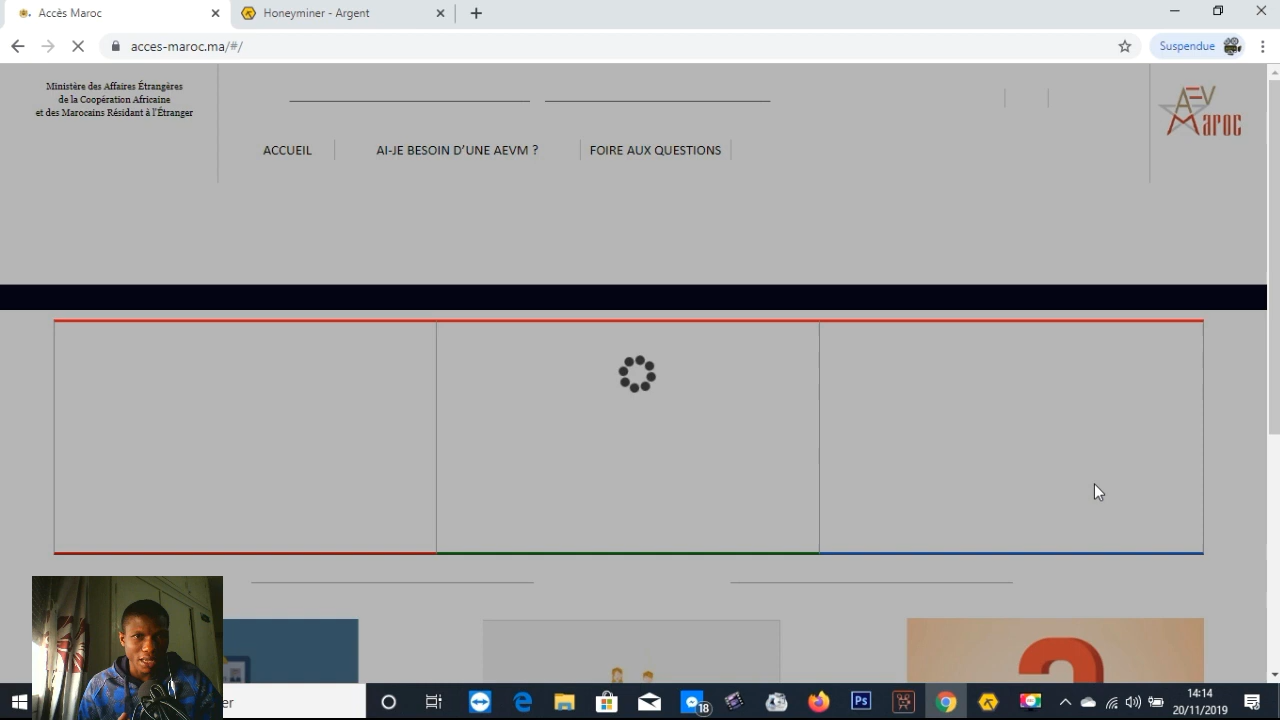 Accès Maroc
Honeyminer - Argent
acces-maroc.ma/#/
Suspendue
Ministère des Affaires Étrangères
de la Coopération Africaine
et des Marocains Résidant à l'Étranger
ACCUEIL
AI-JE BESOIN D'UNE AEVM ?
FOIRE AUX QUESTIONS
AEV
Maroc
?
er
Ps
18
14:14
20/11/2019